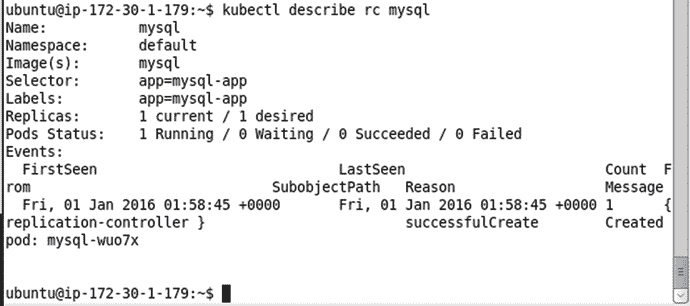 ubuntu@ip-172-30-1-179:~$ kubectl describe rc mysql
Name:           mysql
Namespace:      default
Image(s):       mysql
Selector:       app=mysql-app
Labels:         app=mysql-app
Replicas:       1 current / 1 desired
Pods Status:    1 Running / 0 Waiting / 0 Succeeded / 0 Failed
Events:
  FirstSeen                             LastSeen                        Count  F
rom                             SubobjectPath   Reason                  Message
  Fri, 01 Jan 2016 01:58:45 +0000       Fri, 01 Jan 2016 01:58:45 +0000 1      {
replication-controller }                        successfulCreate        Created
pod: mysql-wuo7x
ubuntu@ip-172-30-1-179:~$